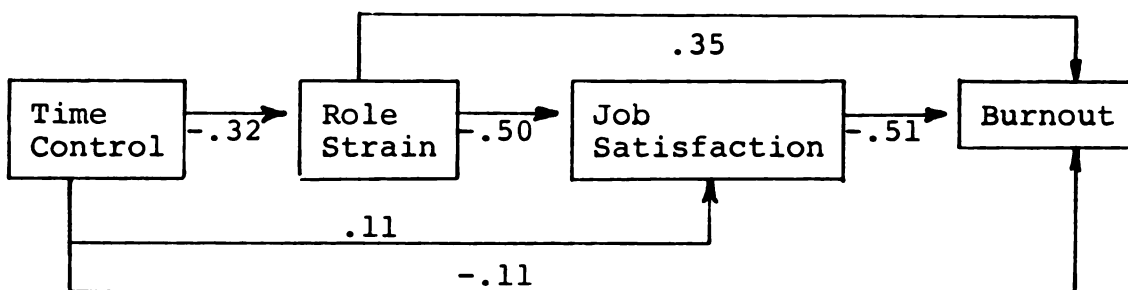 .35
Time
Control
-.32
Role
Strain
-.50
Job
Satisfaction
-.51
Burnout
.11
-.11